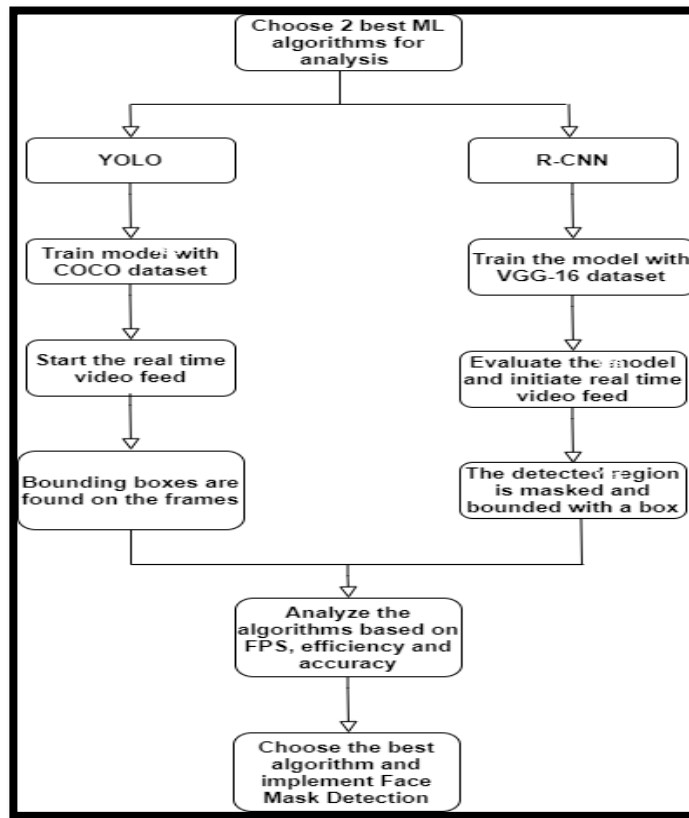 Choose 2 best ML
algorithms for
analysis
YOLO
R-CNN
Train model with
COCO dataset
Train the model with
VGG-16 dataset
Start the real time
video feed
Evaluate the model
and initiate real time
video feed
Bounding boxes are
found on the frames
The detected region
is masked and
bounded with a box
Analyze the
algorithms based on
FPS, efficiency and
accuracy
Choose the best
algorithm and
implement Face
Mask Detection